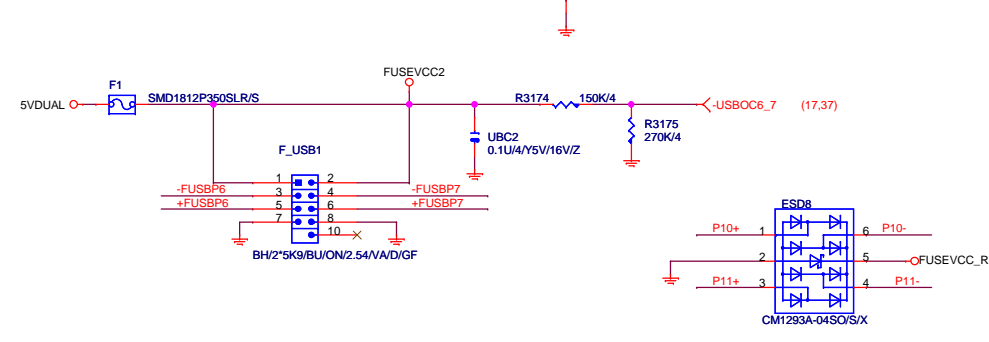 FUSEVCC2
F1
5VDUAL
SMD1812P350SLR/S
R3174
150K/4
-USBOC6_7
(17,37)
R3175
270K/4
UBC2
0.1U/4/Y5V/16V/Z
F_USB1
1
2
-FUSBP6
3
4
-FUSBP7
+FUSBP6
5
6
+FUSBP7
7
8
10
BH/2*5K9/BU/ON/2.54/VA/D/GF
ESD8
P10+
1
6
P10-
2
5
FUSEVCC_R
P11+
3
4
P11-
CM1293A-04SO/S/X